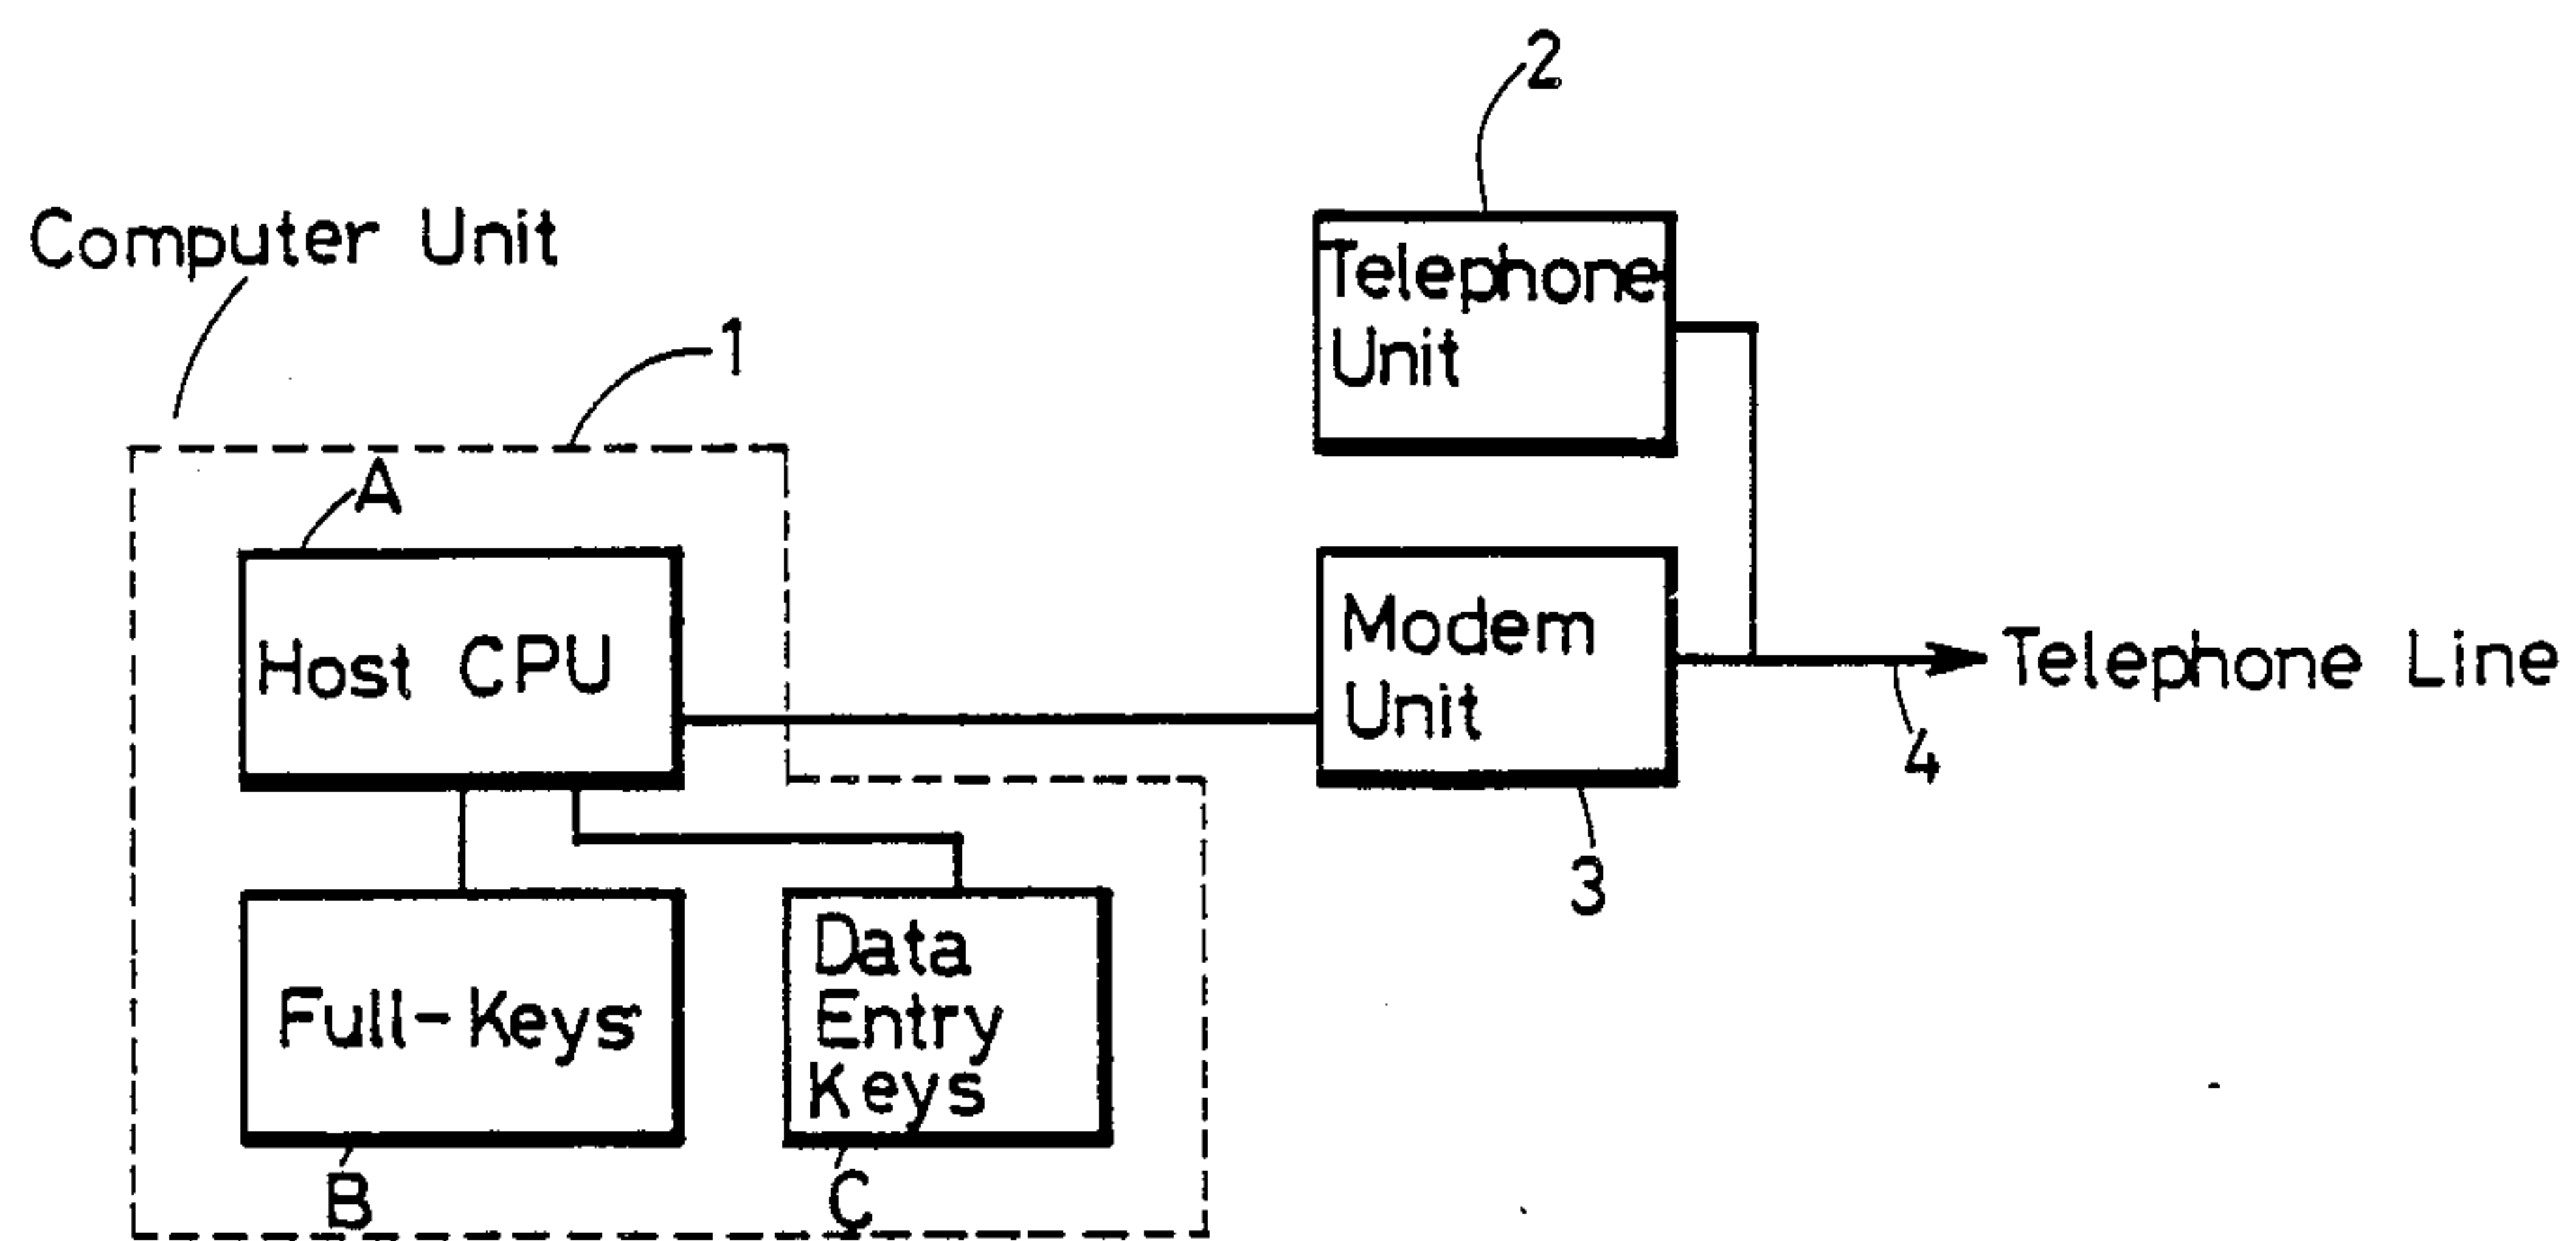 2
Computer Unit
1
Telephone
Unit
A
Host CPU
Modem
Unit
Telephone Line
4
3
Full-Keys
Data
Entry
Keys
B
C